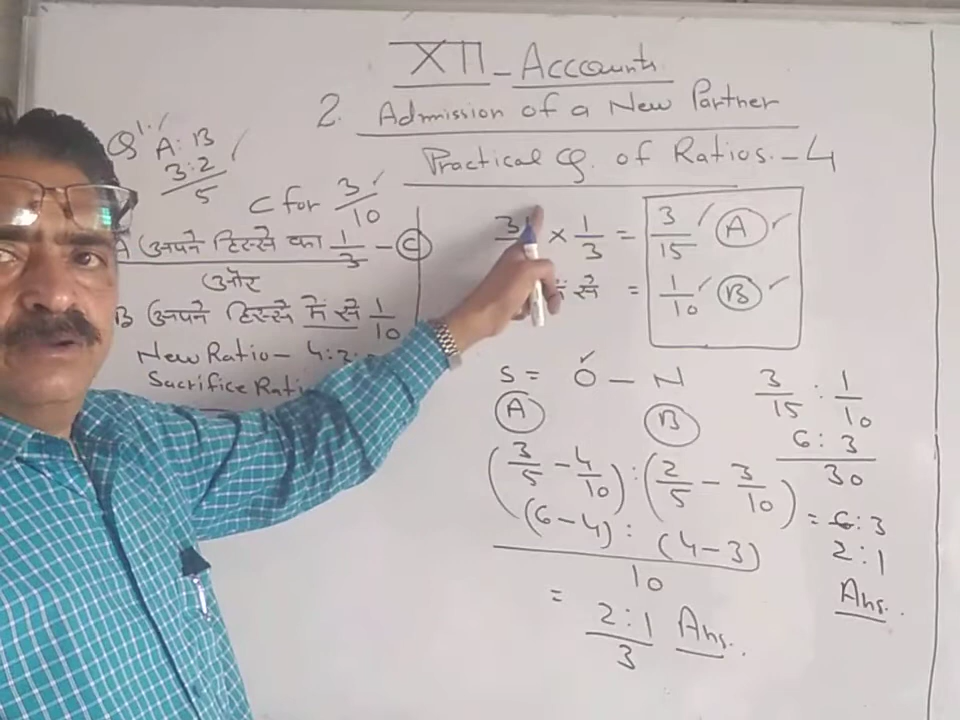 XII - Accounts
2. Admission of a New Partner
Practical Q. of Ratios. - 4
Q1.
A : B
3 : 2
5
C for 3/10
A अपने हिस्से का 1/3 - C
और
B अपने हिस्से में से 1/10
New Ratio - 4:3:
Sacrifice Ratio
3 × 1/3 = 3/15 A
में से = 1/10 B
S = O - N
A B
(3/5 - 4/10) : (2/5 - 3/10)
(6-4) : (4-3)
10
= 2:1 Ans.
3
3/15 : 1/10
6 : 3
30
= 6:3
2:1
Ans.